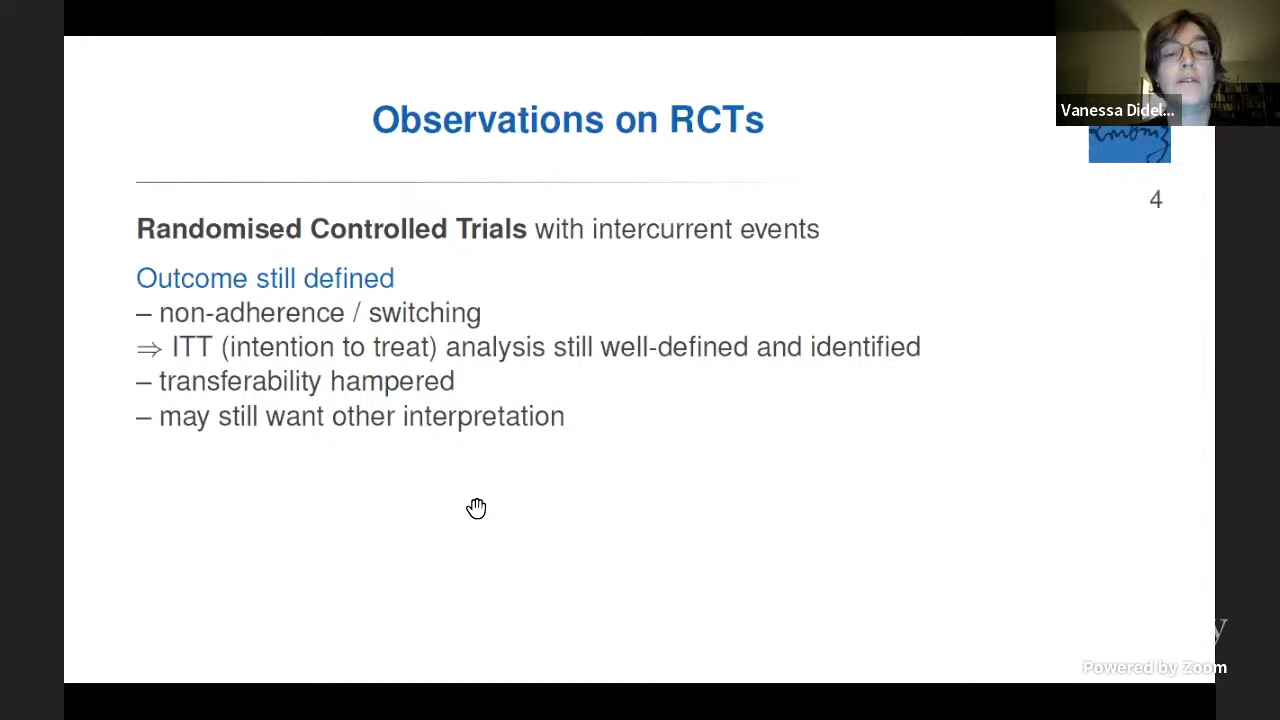 Observations on RCTs
Vanessa Didel...
4
Randomised Controlled Trials with intercurrent events
Outcome still defined
– non-adherence / switching
⇒ ITT (intention to treat) analysis still well-defined and identified
– transferability hampered
– may still want other interpretation
Powered by Zoom